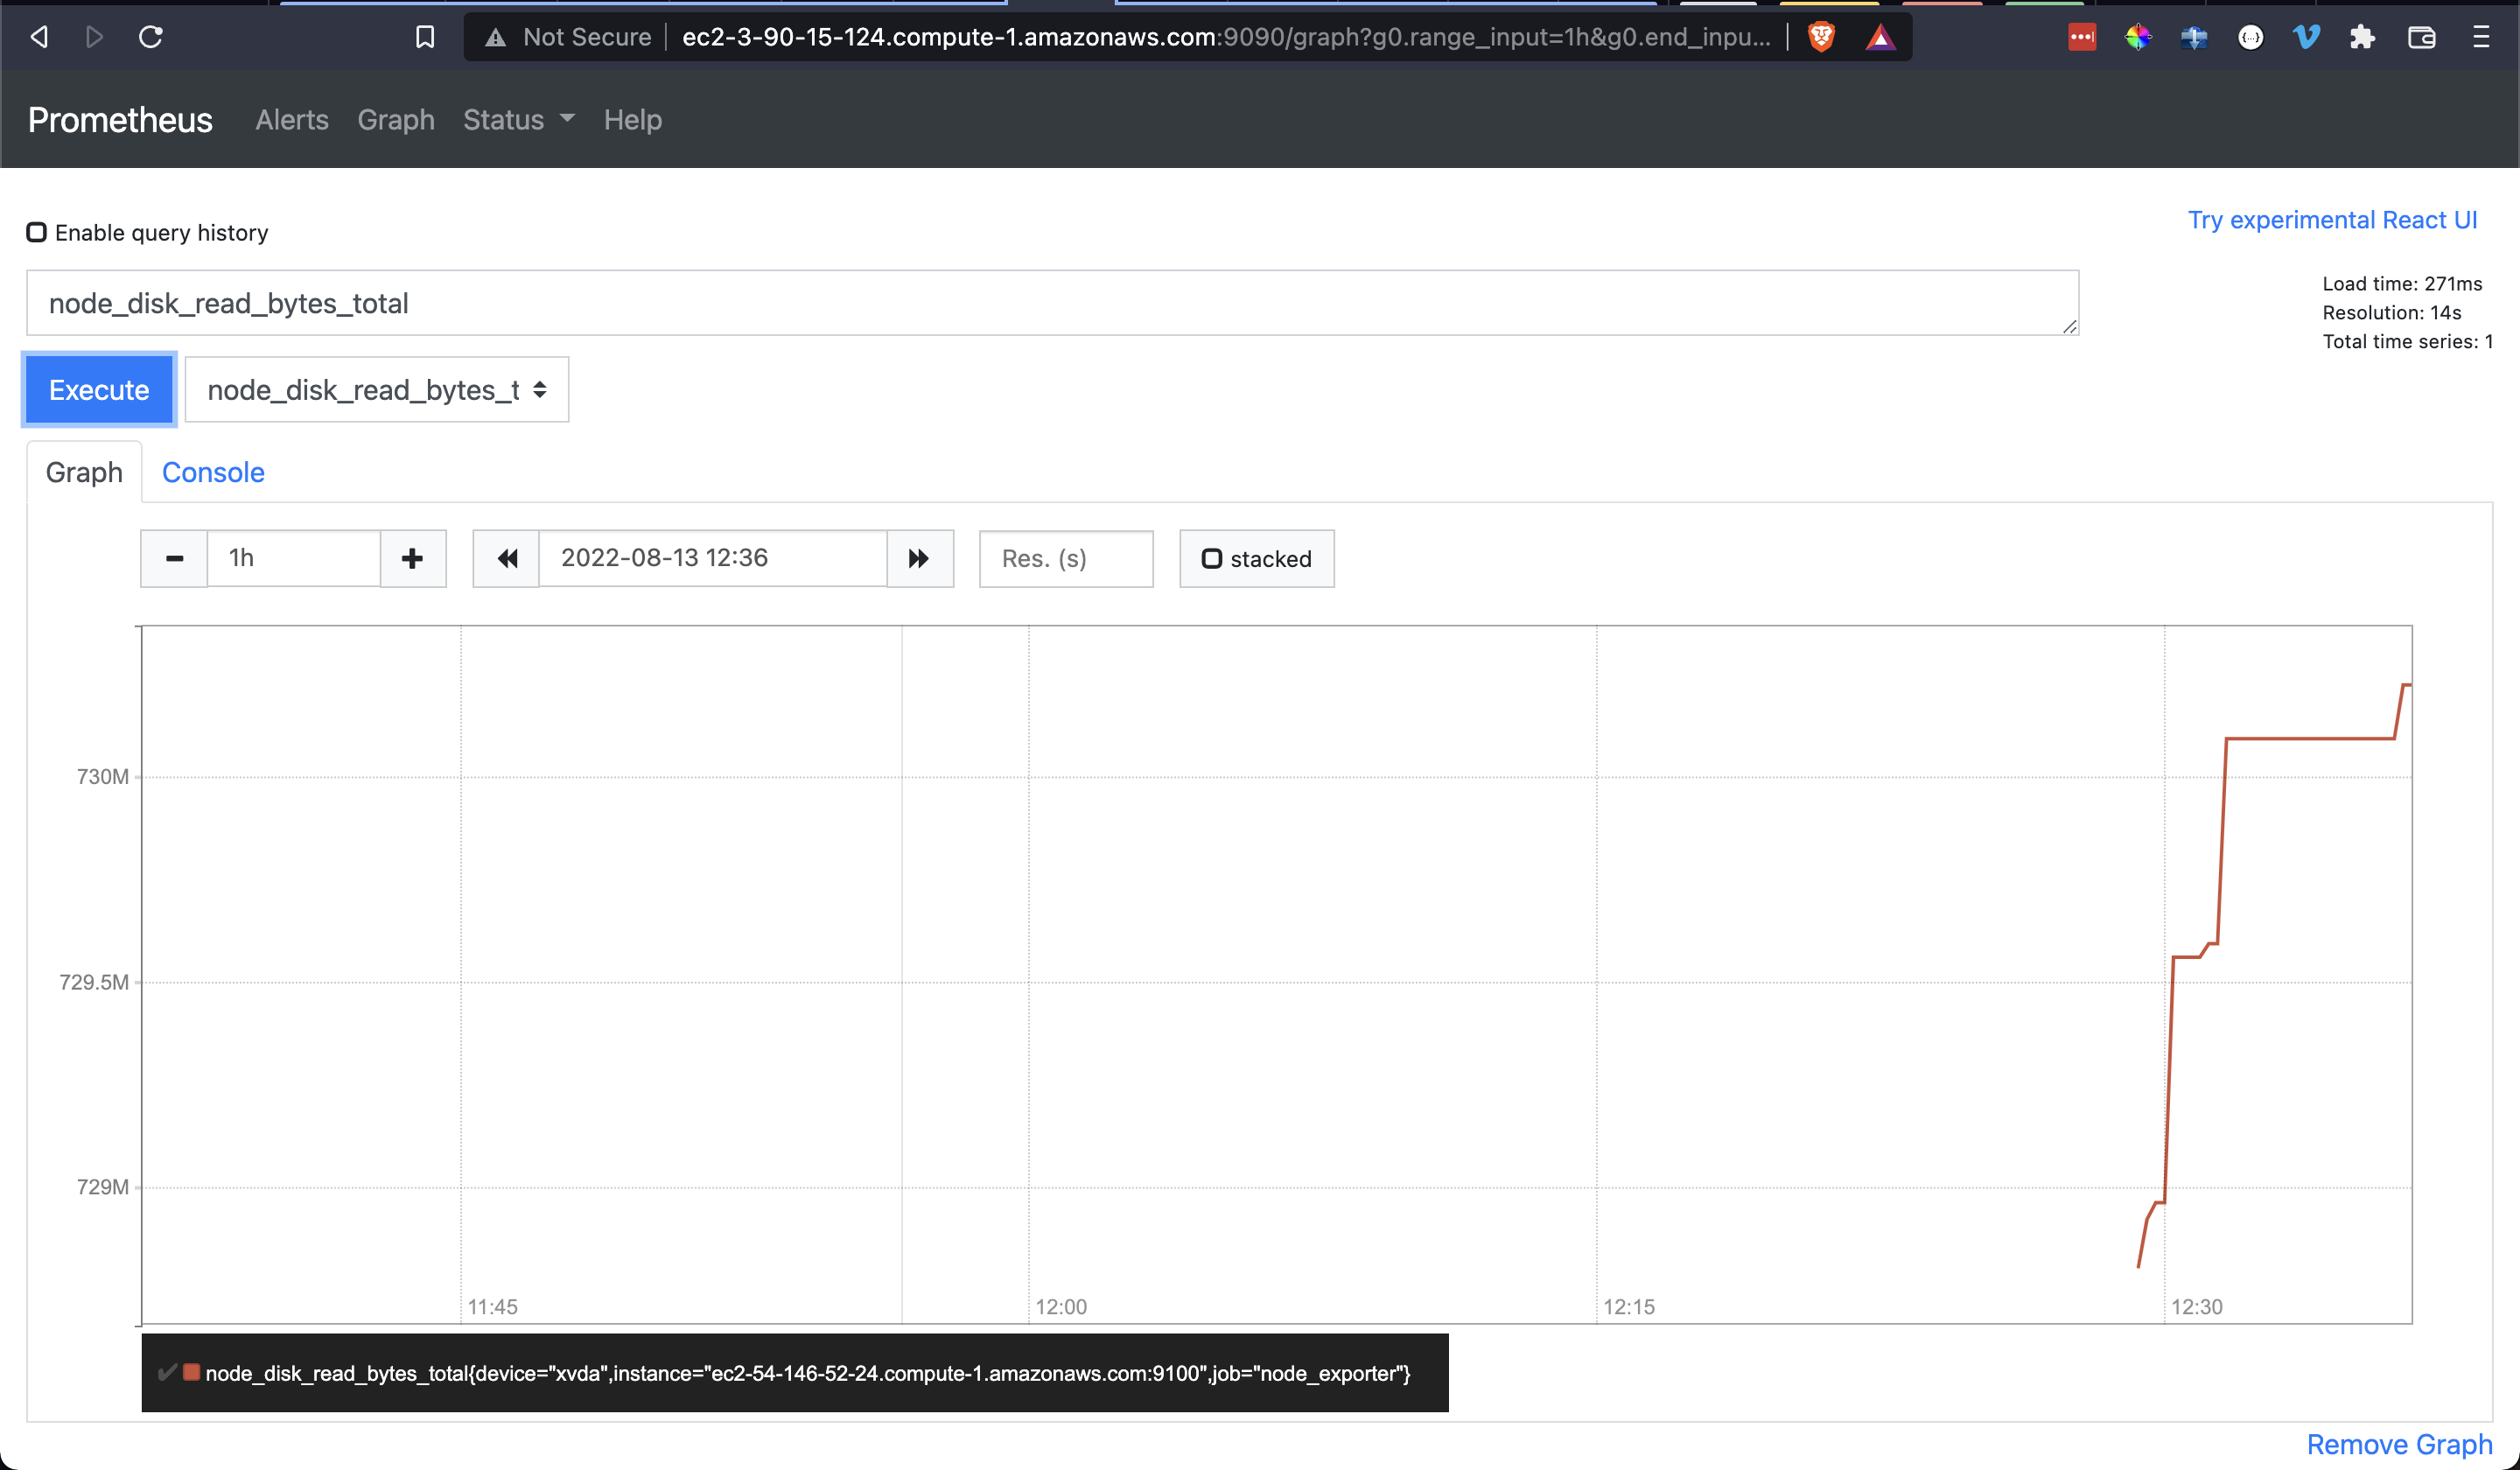 Not Secure ec2-3-90-15-124.compute-1.amazonaws.com:9090/graph?g0.range_input=1h&g0.end_inpu...
Prometheus Alerts Graph Status Help
Try experimental React UI
Enable query history
node_disk_read_bytes_total
Load time: 271ms
Resolution: 14s
Total time series: 1
Execute node_disk_read_bytes_t
Graph Console
1h 2022-08-13 12:36 Res. (s) stacked
730M
729.5M
729M
11:45 12:00 12:15 12:30
node_disk_read_bytes_total{device="xvda",instance="ec2-54-146-52-24.compute-1.amazonaws.com:9100",job="node_exporter"}
Remove Graph